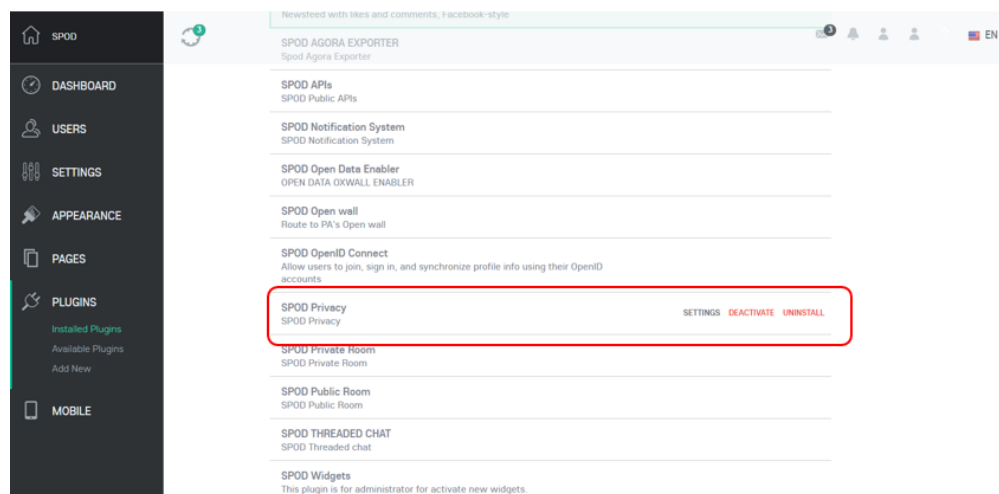 SPOD
3
3
EN
DASHBOARD
USERS
SETTINGS
APPEARANCE
PAGES
PLUGINS
Installed Plugins
Available Plugins
Add New
MOBILE
Newsfeed with likes and comments, Facebook-style
SPOD AGORA EXPORTER
Spod Agora Exporter
SPOD APIs
SPOD Public APIs
SPOD Notification System
SPOD Notification System
SPOD Open Data Enabler
OPEN DATA OXWALL ENABLER
SPOD Open wall
Route to PA's Open wall
SPOD OpenID Connect
Allow users to join, sign in, and synchronize profile info using their OpenID
accounts
SPOD Privacy
SPOD Privacy
SETTINGS DEACTIVATE UNINSTALL
SPOD Private Room
SPOD Private Room
SPOD Public Room
SPOD Public Room
SPOD THREADED CHAT
SPOD Threaded chat
SPOD Widgets
This plugin is for administrator for activate new widgets.